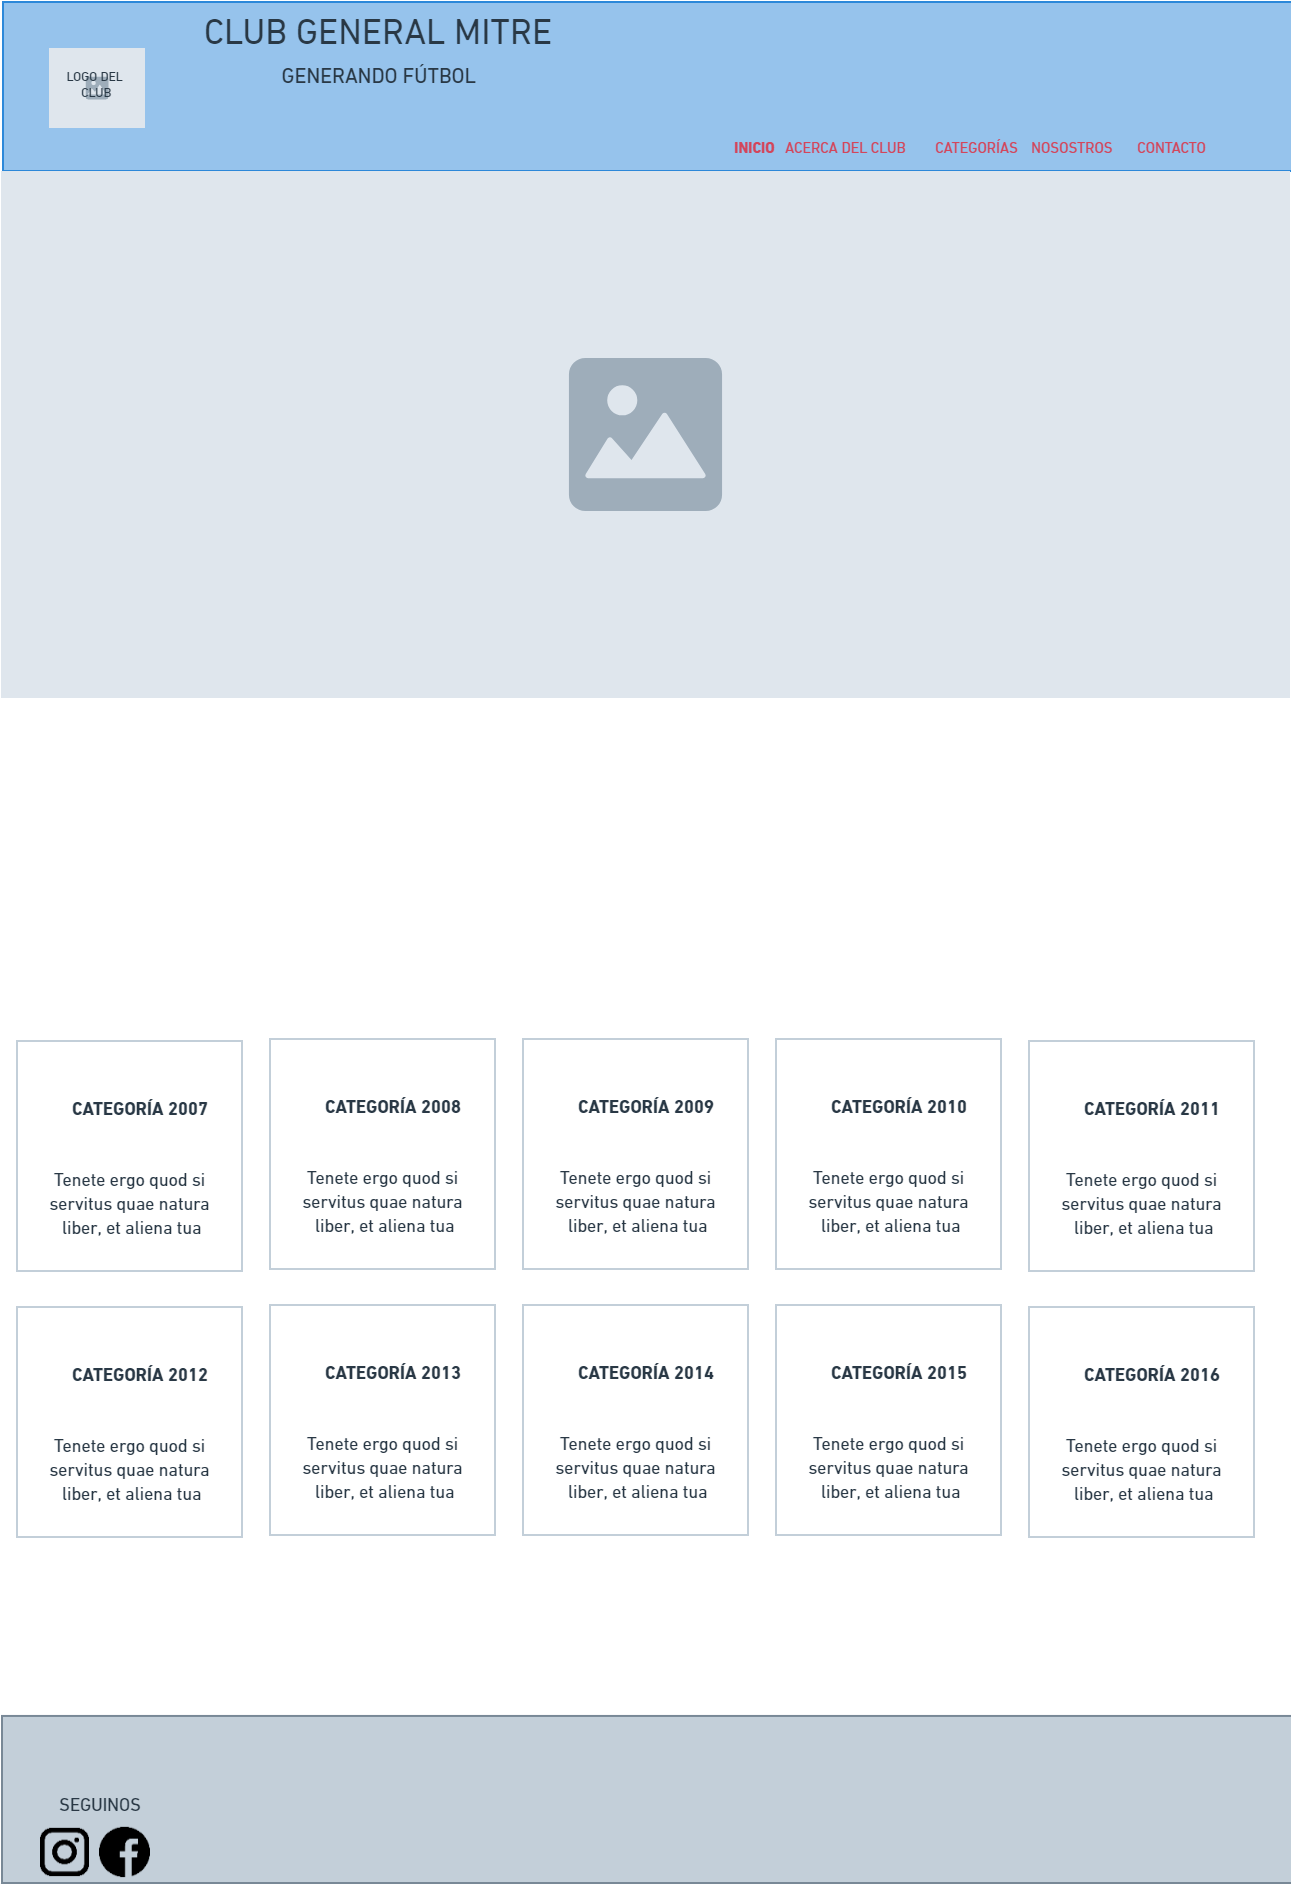 CLUB GENERAL MITRE
GENERANDO FÚTBOL
LOGO DEL
CLUB
INICIO ACERCA DEL CLUB CATEGORÍAS NOSOSTROS CONTACTO
CATEGORÍA 2007
Tenete ergo quod si
servitus quae natura
liber, et aliena tua
CATEGORÍA 2008
Tenete ergo quod si
servitus quae natura
liber, et aliena tua
CATEGORÍA 2009
Tenete ergo quod si
servitus quae natura
liber, et aliena tua
CATEGORÍA 2010
Tenete ergo quod si
servitus quae natura
liber, et aliena tua
CATEGORÍA 2011
Tenete ergo quod si
servitus quae natura
liber, et aliena tua
CATEGORÍA 2012
Tenete ergo quod si
servitus quae natura
liber, et aliena tua
CATEGORÍA 2013
Tenete ergo quod si
servitus quae natura
liber, et aliena tua
CATEGORÍA 2014
Tenete ergo quod si
servitus quae natura
liber, et aliena tua
CATEGORÍA 2015
Tenete ergo quod si
servitus quae natura
liber, et aliena tua
CATEGORÍA 2016
Tenete ergo quod si
servitus quae natura
liber, et aliena tua
SEGUINOS